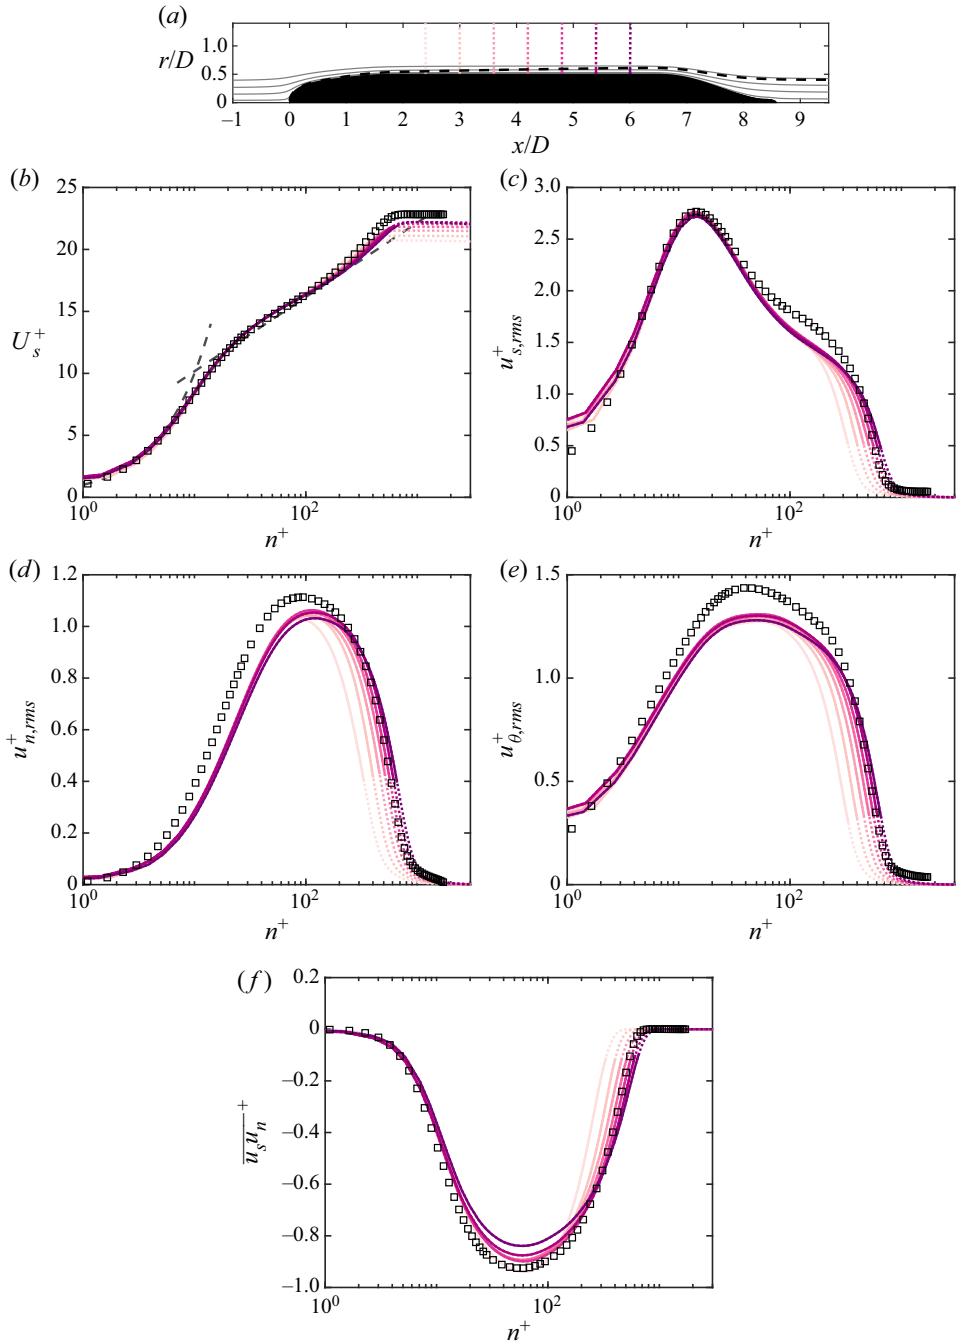 (a)
r/D
1.0
0.5
0
–1 0 1 2 3 4 5 6 7 8 9
x/D
(b)
25
20
15
10
5
0
U_s^+
10^0 10^2
n^+
(c)
3.0
2.5
2.0
1.5
1.0
0.5
0
u_{s,rms}^+
10^0 10^2
n^+
(d)
1.2
1.0
0.8
0.6
0.4
0.2
0
u_{n,rms}^+
10^0 10^2
n^+
(e)
1.5
1.0
0.5
0
u_{θ,rms}^+
10^0 10^2
n^+
(f)
0.2
0
–0.2
–0.4
–0.6
–0.8
–1.0
\overline{u_s u_n}^+
10^0 10^2
n^+